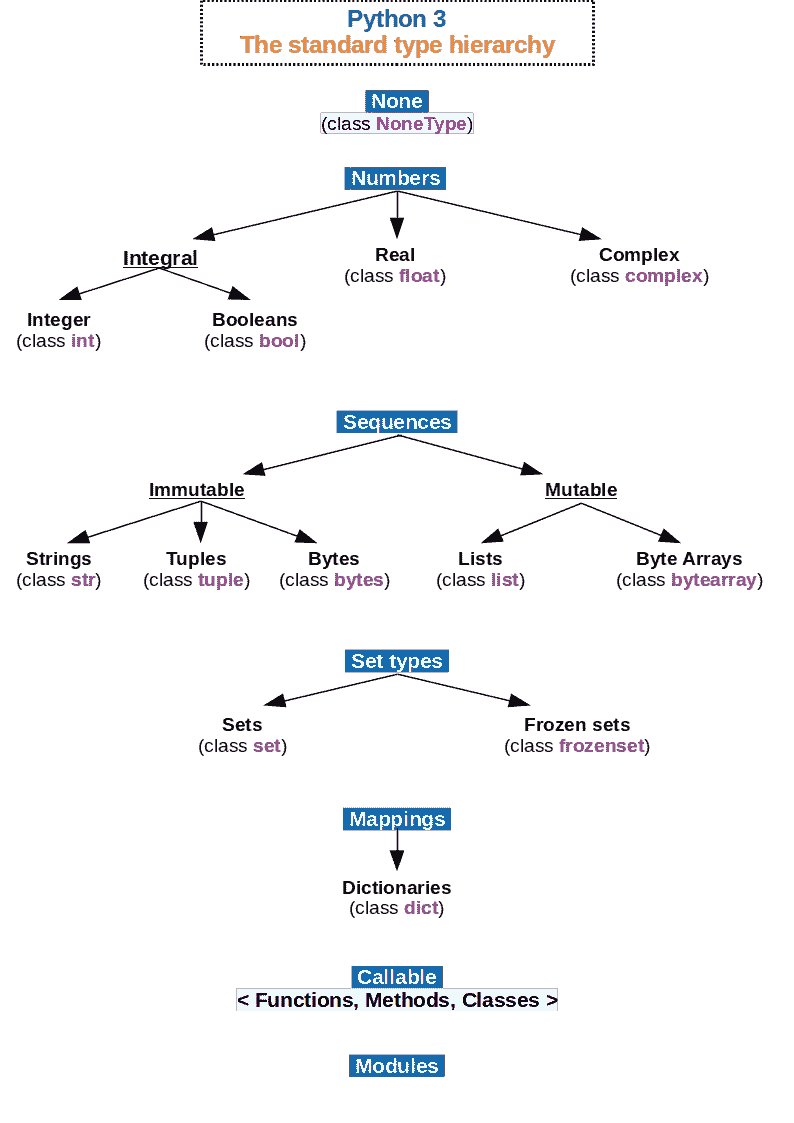 Python 3
The standard type hierarchy
None
(class NoneType)
Numbers
Integral
Real
(class float)
Complex
(class complex)
Integer
(class int)
Booleans
(class bool)
Sequences
Immutable
Mutable
Strings
(class str)
Tuples
(class tuple)
Bytes
(class bytes)
Lists
(class list)
Byte Arrays
(class bytearray)
Set types
Sets
(class set)
Frozen sets
(class frozenset)
Mappings
Dictionaries
(class dict)
Callable
< Functions, Methods, Classes >
Modules